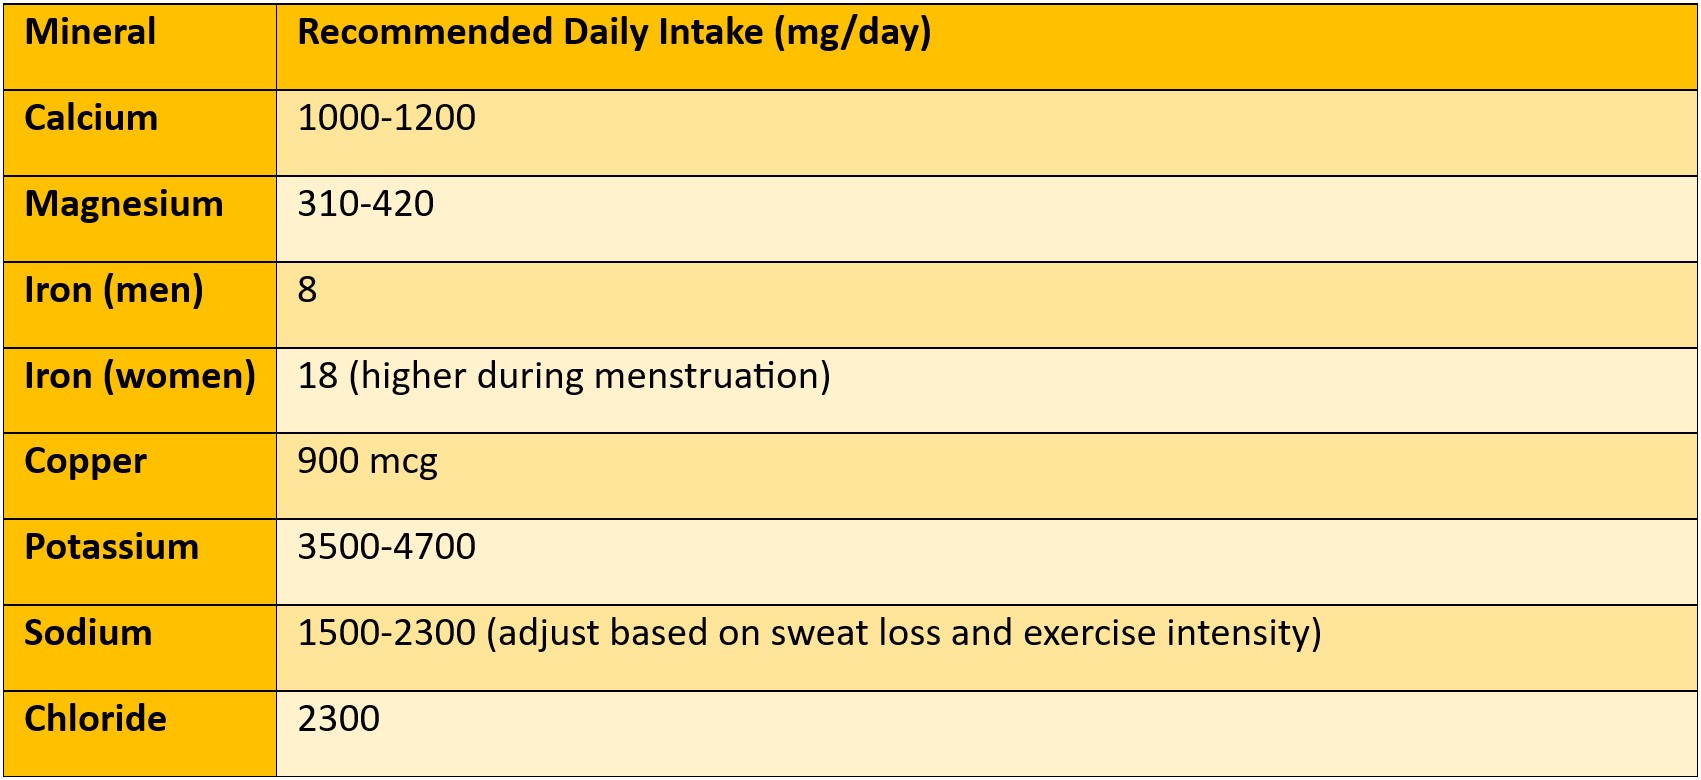 Mineral Recommended Daily Intake (mg/day)
Calcium 1000-1200
Magnesium 310-420
Iron (men) 8
Iron (women) 18 (higher during menstruation)
Copper 900 mcg
Potassium 3500-4700
Sodium 1500-2300 (adjust based on sweat loss and exercise intensity)
Chloride 2300